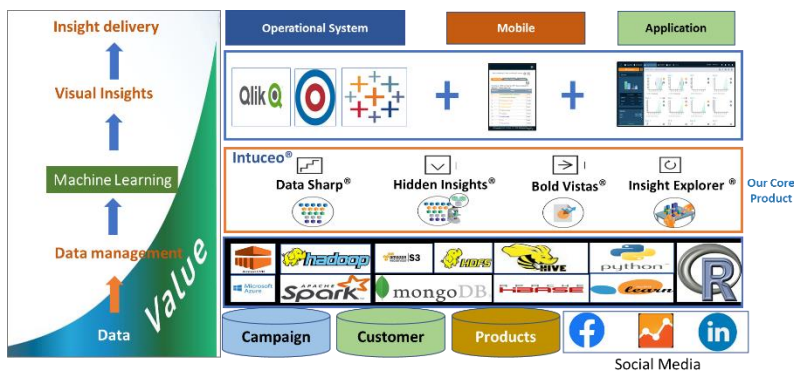 Insight delivery
Visual Insights
Machine Learning
Data management
Data
Value
Operational System
Mobile
Application
Qlik
+
+
Intuceo®
Data Sharp®
Hidden Insights®
Bold Vistas®
Insight Explorer ®
Our Core
Product
hadoop
S3
HDFS
HIVE
python
R
Microsoft
Azure
APACHE
Spark
mongoDB
HBASE
learn
Campaign
Customer
Products
f
in
Social Media